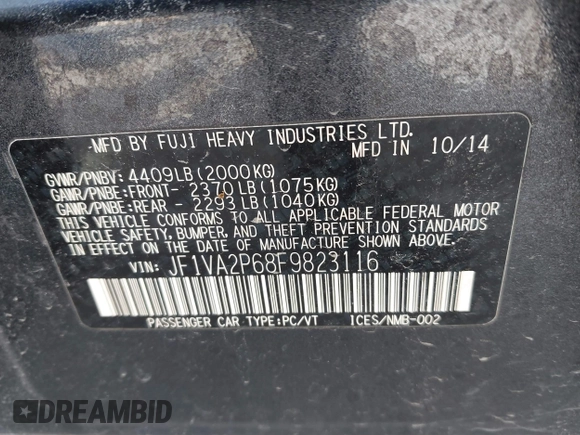 MFD BY FUJI HEAVY INDUSTRIES LTD.
MFD IN 10/14
GVWR/PNBV: 4409LB(2000KG)
GAWR/PNBE:FRONT- 2370LB(1075KG)
GAWR/PNBE:REAR - 2293LB(1040KG)
THIS VEHICLE CONFORMS TO ALL APPLICABLE FEDERAL MOTOR
VEHICLE SAFETY, BUMPER, AND THEFT PREVENTION STANDARDS
IN EFFECT ON THE DATE OF MANUFACTURE SHOWN ABOVE.
VIN: JF1VA2P68F9823116
PASSENGER CAR TYPE:PC/VT ICES/NMB-002
DREAMBID